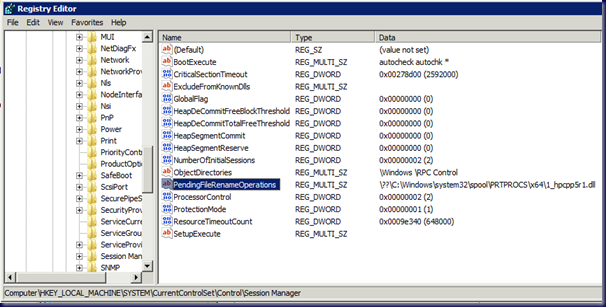 Registry Editor
File Edit View Favorites Help
MUI
NetDiagFx
Network
NetworkProv
Nls
NodeInterfa
Nsi
PnP
Power
Print
PriorityContr
ProductOptio
SafeBoot
ScsiPort
SecurePipeS
SecurityProv
ServiceCurre
ServiceGrou
ServiceProvi
Session Man
SNMP
Name Type Data
(Default) REG_SZ (value not set)
BootExecute REG_MULTI_SZ autocheck autochk *
CriticalSectionTimeout REG_DWORD 0x00278d00 (2592000)
ExcludeFromKnownDlls REG_MULTI_SZ
GlobalFlag REG_DWORD 0x00000000 (0)
HeapDeCommitFreeBlockThreshold REG_DWORD 0x00000000 (0)
HeapDeCommitTotalFreeThreshold REG_DWORD 0x00000000 (0)
HeapSegmentCommit REG_DWORD 0x00000000 (0)
HeapSegmentReserve REG_DWORD 0x00000000 (0)
NumberOfInitialSessions REG_DWORD 0x00000002 (2)
ObjectDirectories REG_MULTI_SZ \Windows \RPC Control
PendingFileRenameOperations REG_MULTI_SZ \??\C:\Windows\system32\spool\PRTPROCS\x64\1_hpcpp5r1.dll
ProcessorControl REG_DWORD 0x00000002 (2)
ProtectionMode REG_DWORD 0x00000001 (1)
ResourceTimeoutCount REG_DWORD 0x0009e340 (648000)
SetupExecute REG_MULTI_SZ
Computer\HKEY_LOCAL_MACHINE\SYSTEM\CurrentControlSet\Control\Session Manager